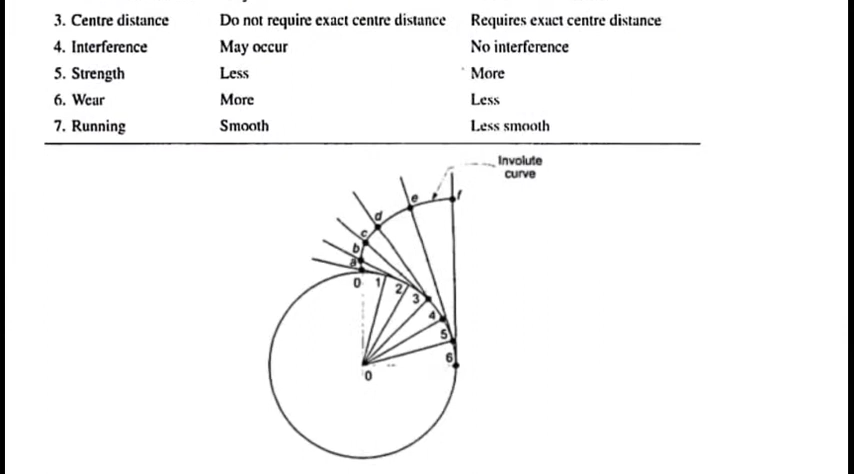 3. Centre distance Do not require exact centre distance Requires exact centre distance
4. Interference May occur No interference
5. Strength Less More
6. Wear More Less
7. Running Smooth Less smooth
Involute
curve
f
e
d
c
b
a
0 1 2 3 4 5 6
0